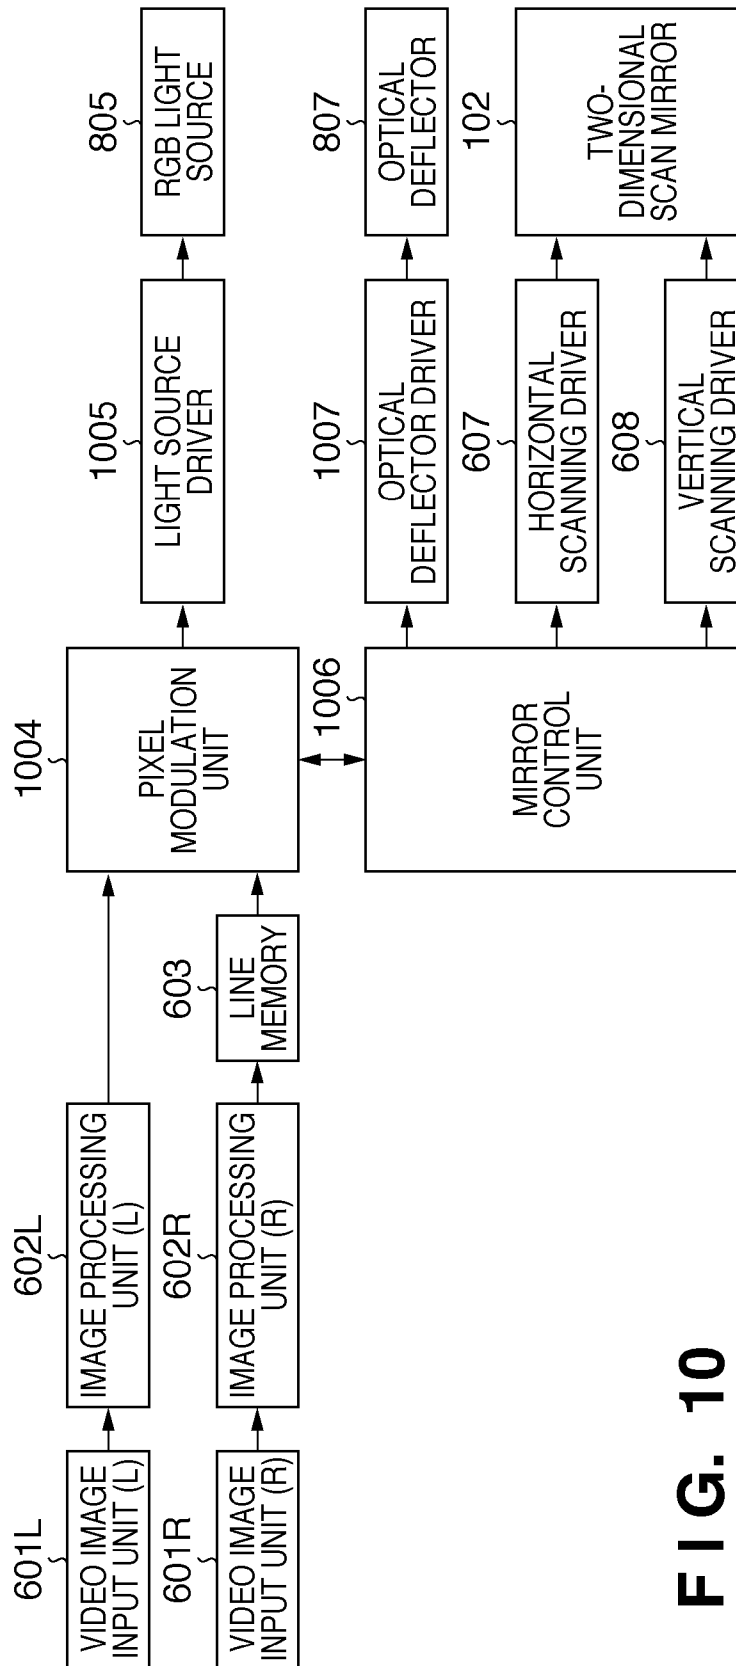 601L
VIDEO IMAGE
INPUT UNIT (L)
602L
IMAGE PROCESSING
UNIT (L)
601R
VIDEO IMAGE
INPUT UNIT (R)
602R
IMAGE PROCESSING
UNIT (R)
603
LINE
MEMORY
1004
PIXEL
MODULATION
UNIT
1005
LIGHT SOURCE
DRIVER
805
RGB LIGHT
SOURCE
1006
MIRROR
CONTROL
UNIT
1007
OPTICAL
DEFLECTOR DRIVER
807
OPTICAL
DEFLECTOR
607
HORIZONTAL
SCANNING DRIVER
102
TWO-
DIMENSIONAL
SCAN MIRROR
608
VERTICAL
SCANNING DRIVER
FIG. 10